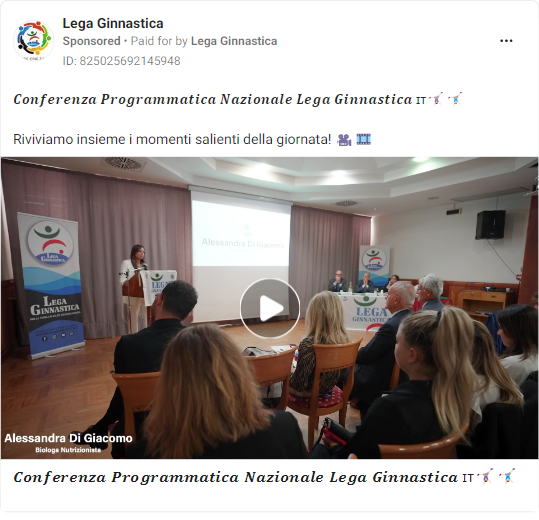 Lega Ginnastica
Sponsored • Paid for by Lega Ginnastica
ID: 825025692145948
Conferenza Programmatica Nazionale Lega Ginnastica IT🤸🏻‍♀️🤸🏼‍♂️
Riviviamo insieme i momenti salienti della giornata! 🎥 🎞️
Alessandra Di Giacomo
LEGA
GINNASTICA
LEGA
GINNASTICA
LEGA
GINNASTICA
Alessandra Di Giacomo
Biologa Nutrizionista
Conferenza Programmatica Nazionale Lega Ginnastica IT🤸🏻‍♀️🤸🏼‍♂️